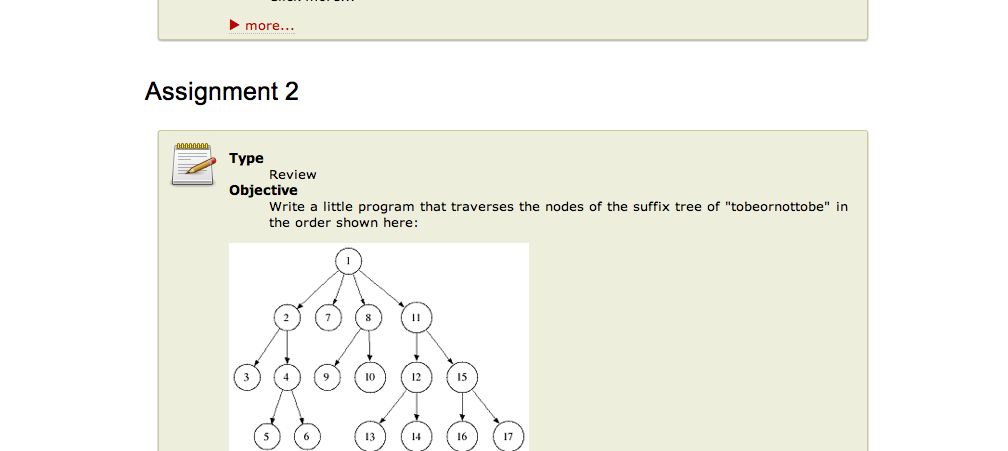 more...
Assignment 2
Type
Review
Objective
Write a little program that traverses the nodes of the suffix tree of "tobeornottobe" in
the order shown here:
1
2 7 8 11
3 4 9 10 12 15
5 6 13 14 16 17